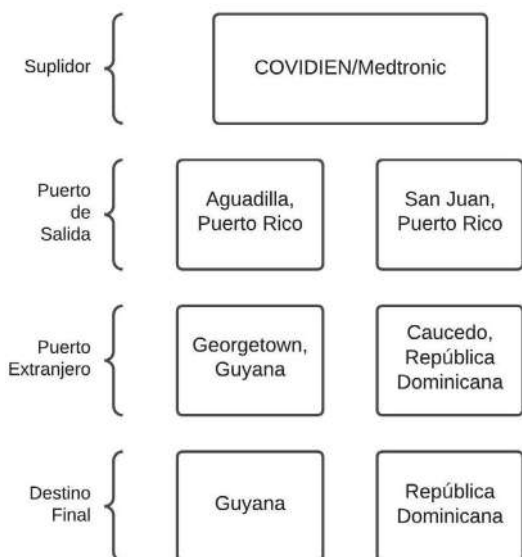 Suplidor
COVIDIEN/Medtronic
Puerto
de
Salida
Aguadilla,
Puerto Rico
San Juan,
Puerto Rico
Puerto
Extranjero
Georgetown,
Guyana
Caucedo,
República
Dominicana
Destino
Final
Guyana
República
Dominicana